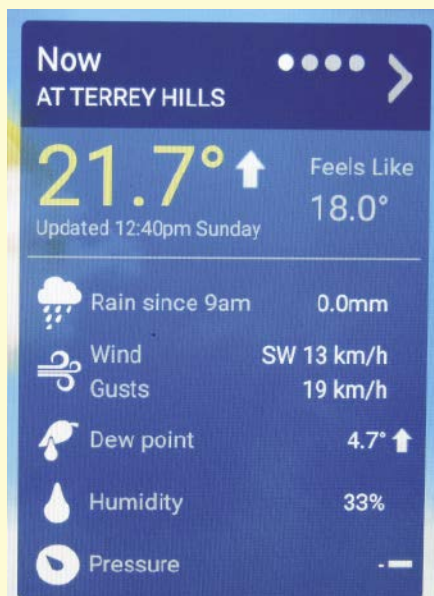 Now
AT TERREY HILLS
21.7°
Feels Like
18.0°
Updated 12:40pm Sunday
Rain since 9am 0.0mm
Wind SW 13 km/h
Gusts 19 km/h
Dew point 4.7°
Humidity 33%
Pressure -